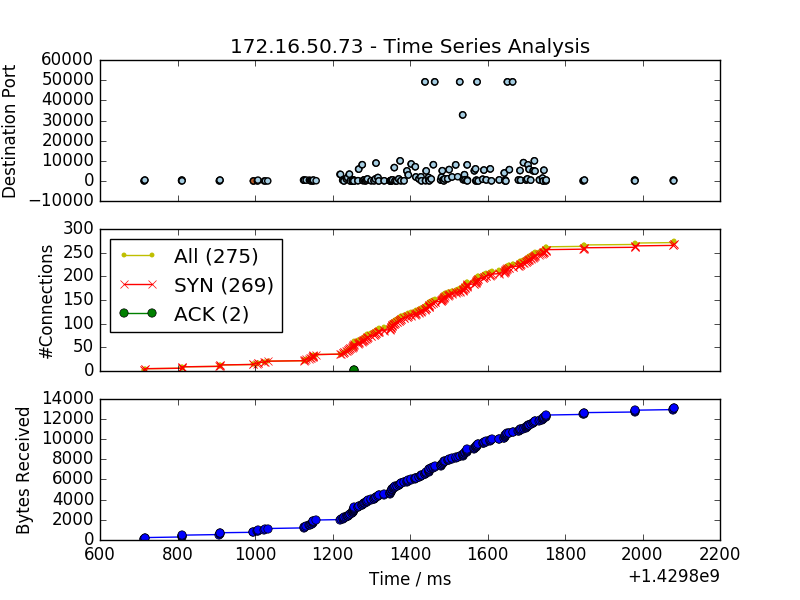 172.16.50.73 - Time Series Analysis
60000
50000
40000
30000
20000
10000
0
−10000
Destination Port
300
250
200
150
100
50
0
#Connections
All (275)
SYN (269)
ACK (2)
14000
12000
10000
8000
6000
4000
2000
0
Bytes Received
600 800 1000 1200 1400 1600 1800 2000 2200
Time / ms
+1.4298e9